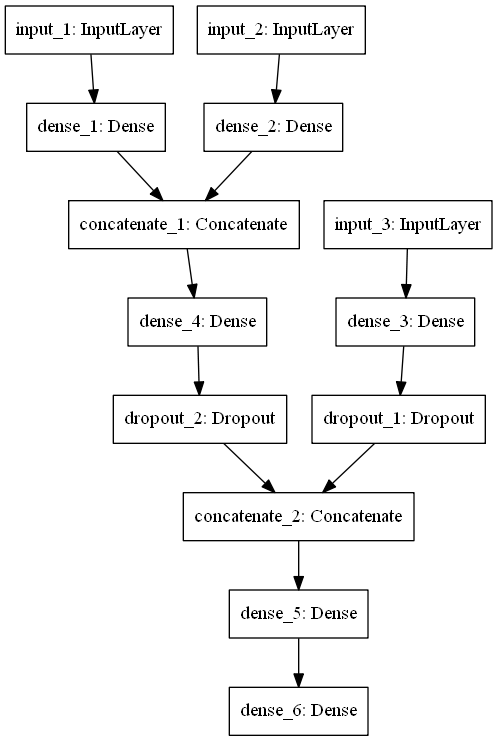 input_1: InputLayer
input_2: InputLayer
dense_1: Dense
dense_2: Dense
concatenate_1: Concatenate
input_3: InputLayer
dense_4: Dense
dense_3: Dense
dropout_2: Dropout
dropout_1: Dropout
concatenate_2: Concatenate
dense_5: Dense
dense_6: Dense